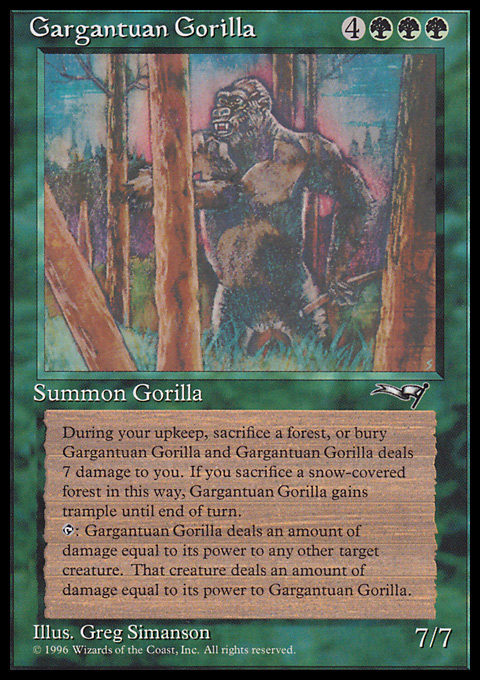 Gargantuan Gorilla 4
Summon Gorilla
During your upkeep, sacrifice a forest, or bury
Gargantuan Gorilla and Gargantuan Gorilla deals
7 damage to you. If you sacrifice a snow-covered
forest in this way, Gargantuan Gorilla gains
trample until end of turn.
: Gargantuan Gorilla deals an amount of
damage equal to its power to any other target
creature. That creature deals an amount of
damage equal to its power to Gargantuan Gorilla.
Illus. Greg Simanson
7/7
© 1996 Wizards of the Coast, Inc. All rights reserved.